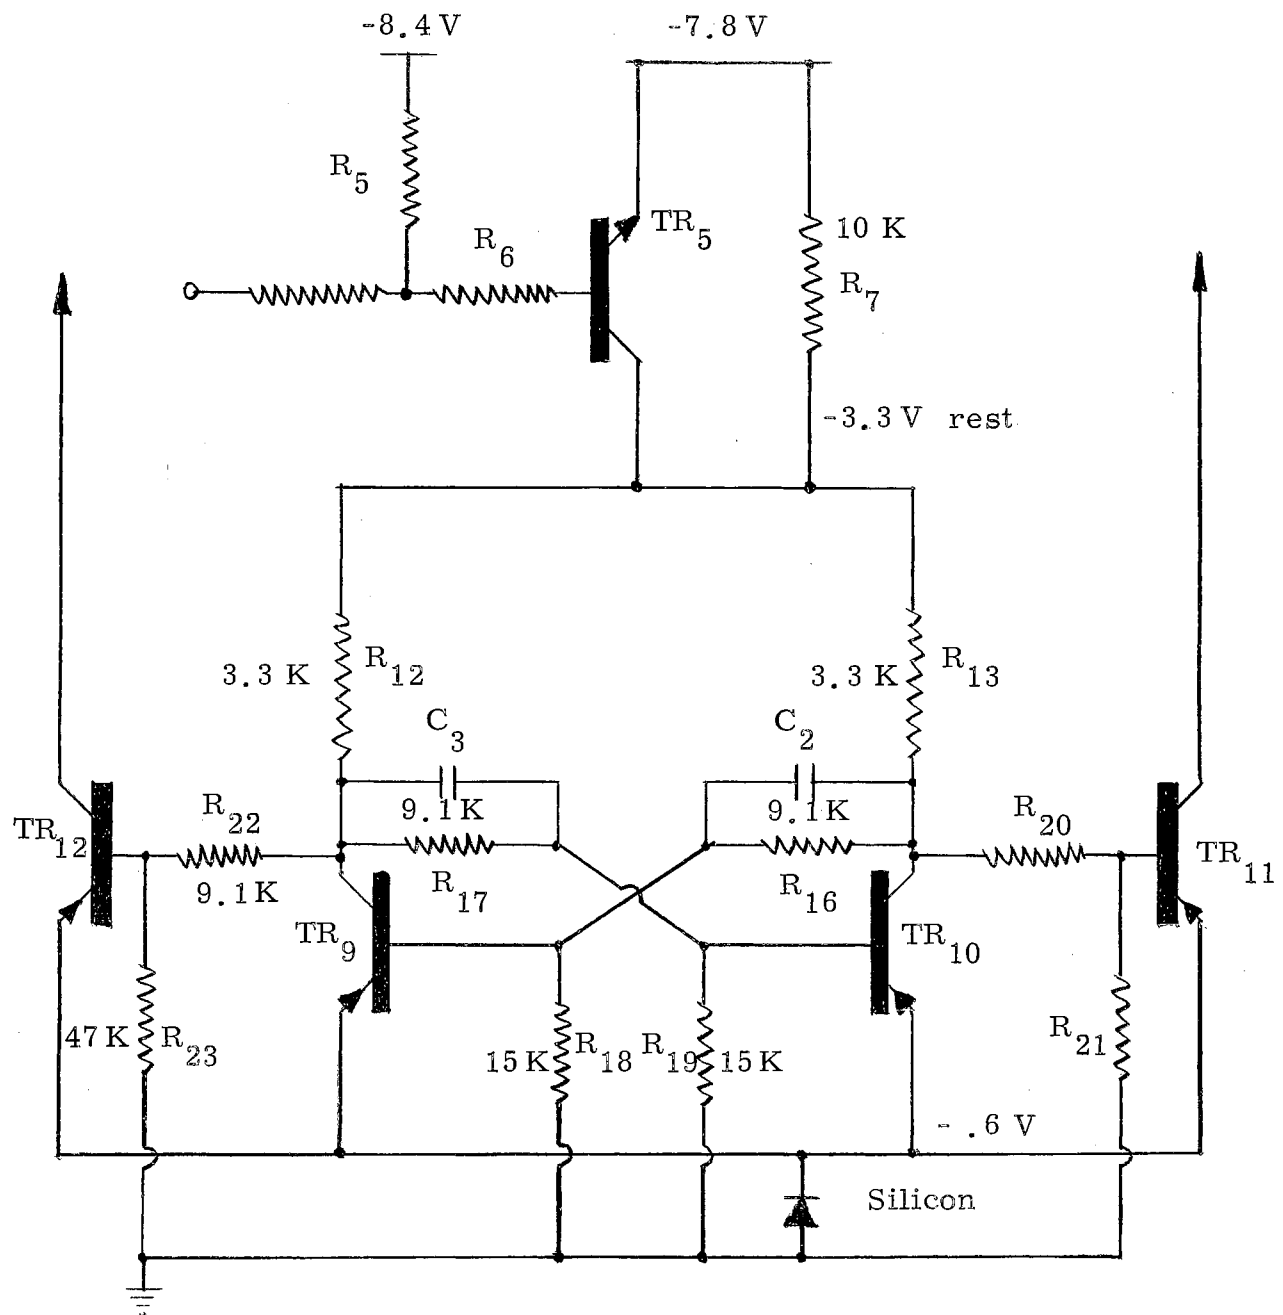 -8.4 V
-7.8 V
R5
R6
TR5
10 K
R7
-3.3 V rest
3.3 K
R12
3.3 K
R13
C3
C2
9.1 K
9.1 K
R22
R20
TR12
TR11
9.1 K
R17
R16
TR9
TR10
47 K
R23
15 K
R18
R19
15 K
R21
- .6 V
Silicon